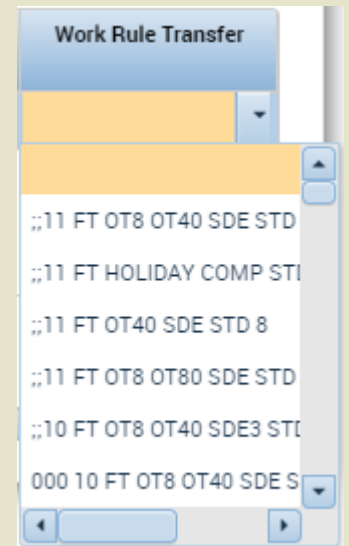 Work Rule Transfer
;;11 FT OT8 OT40 SDE STD
;;11 FT HOLIDAY COMP STD
;;11 FT OT40 SDE STD 8
;;11 FT OT8 OT80 SDE STD
;;10 FT OT8 OT40 SDE3 STD
000 10 FT OT8 OT40 SDE S